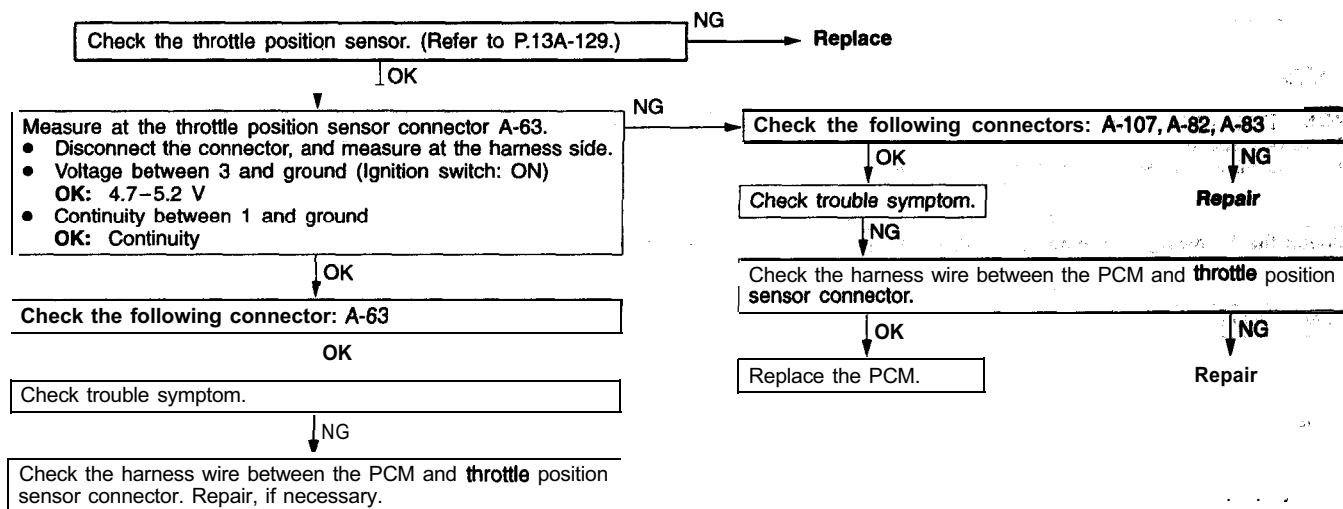 Check the throttle position sensor. (Refer to P.13A-129.)
NG
Replace
OK
Measure at the throttle position sensor connector A-63.
● Disconnect the connector, and measure at the harness side.
● Voltage between 3 and ground (Ignition switch: ON)
OK: 4.7–5.2 V
● Continuity between 1 and ground
OK: Continuity
NG
Check the following connectors: A-107, A-82, A-83
OK
NG
Check trouble symptom.
Repair
NG
Check the harness wire between the PCM and throttle position
sensor connector.
OK
NG
Replace the PCM.
Repair
OK
Check the following connector: A-63
OK
Check trouble symptom.
NG
Check the harness wire between the PCM and throttle position
sensor connector. Repair, if necessary.